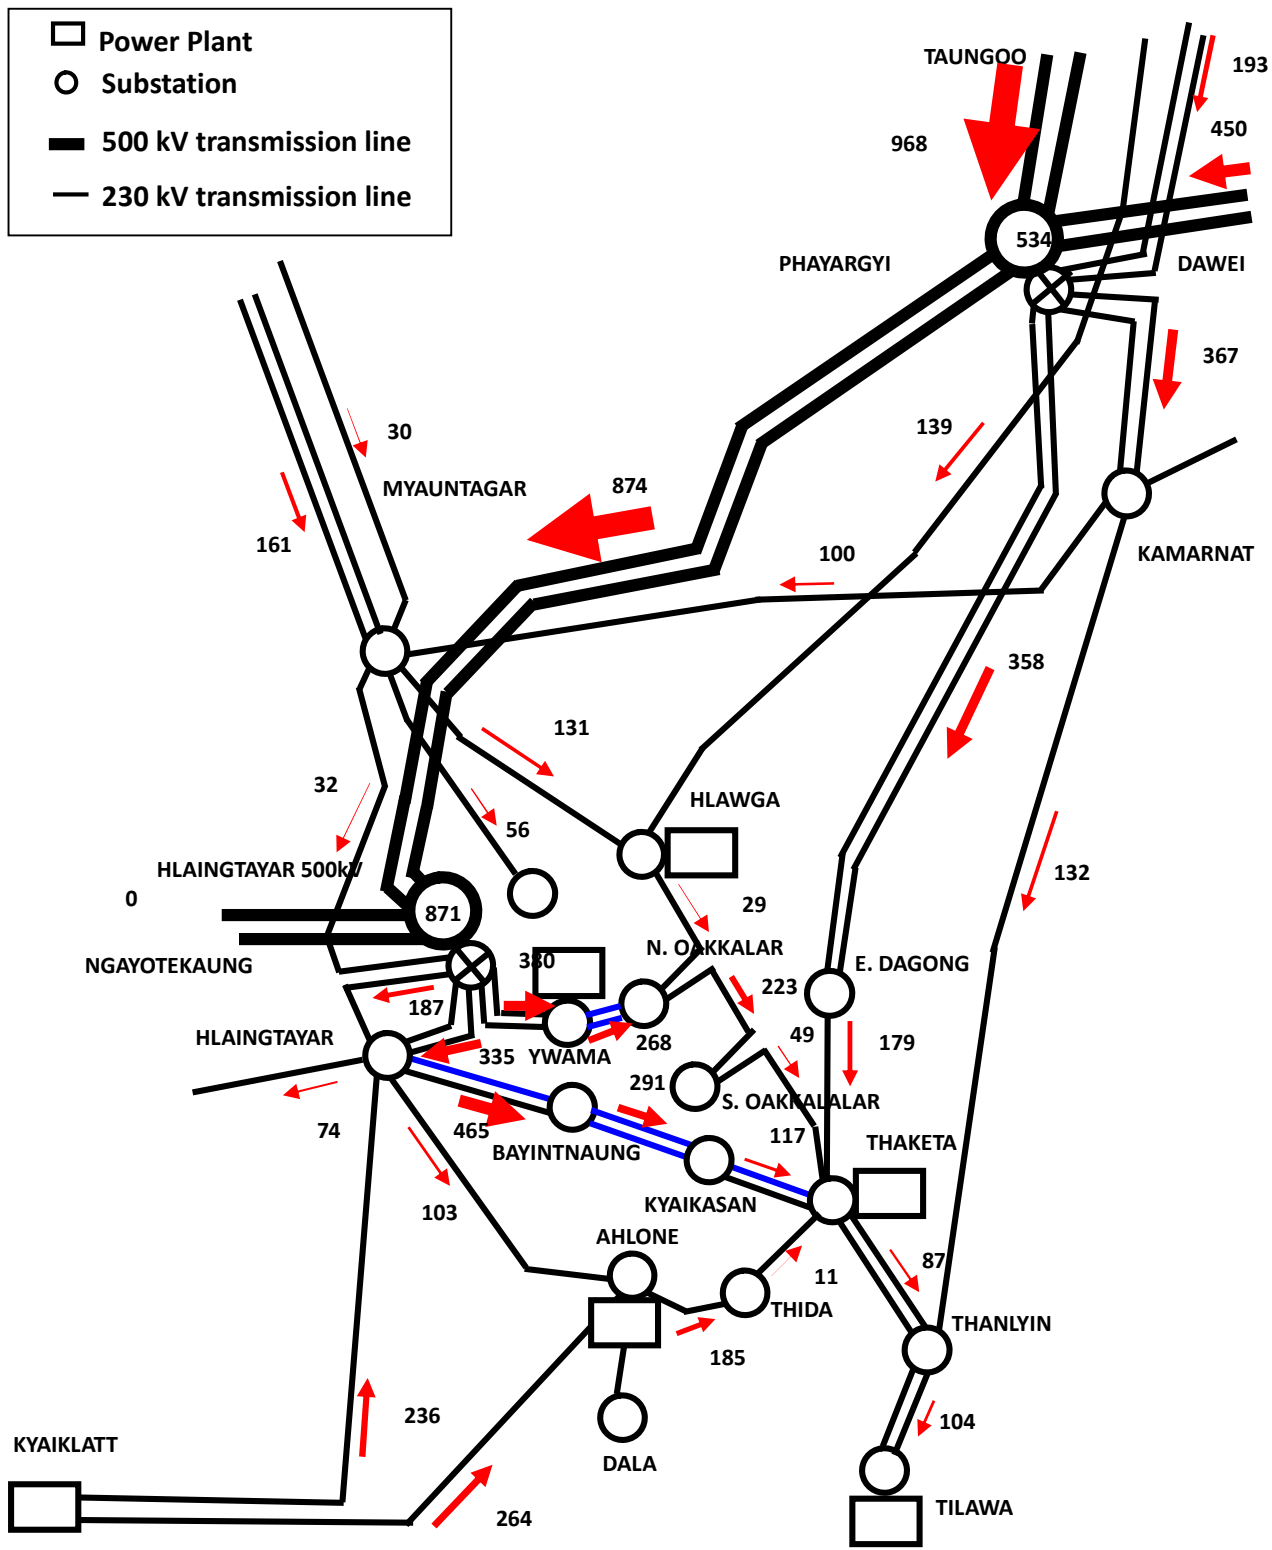 Power Plant
Substation
500 kV transmission line
230 kV transmission line
TAUNGOO
193
450
968
534
PHAYARGYI
DAWEI
367
30
139
MYAUNTAGAR
874
161
100
KAMARNAT
358
131
32
HLAWGA
56
HLAINGTAYAR 500kV
132
0
871
29
N. OAKKALAR
NGAYOTEKAUNG
380
E. DAGONG
187
223
HLAINGTAYAR
335
YWAMA
268
49
179
291
S. OAKKALALAR
74
465
BAYINTNAUNG
117
THAKETA
KYAIKASAN
103
AHLONE
87
11
THIDA
THANLYIN
185
236
104
KYAIKLATT
DALA
TILAWA
264